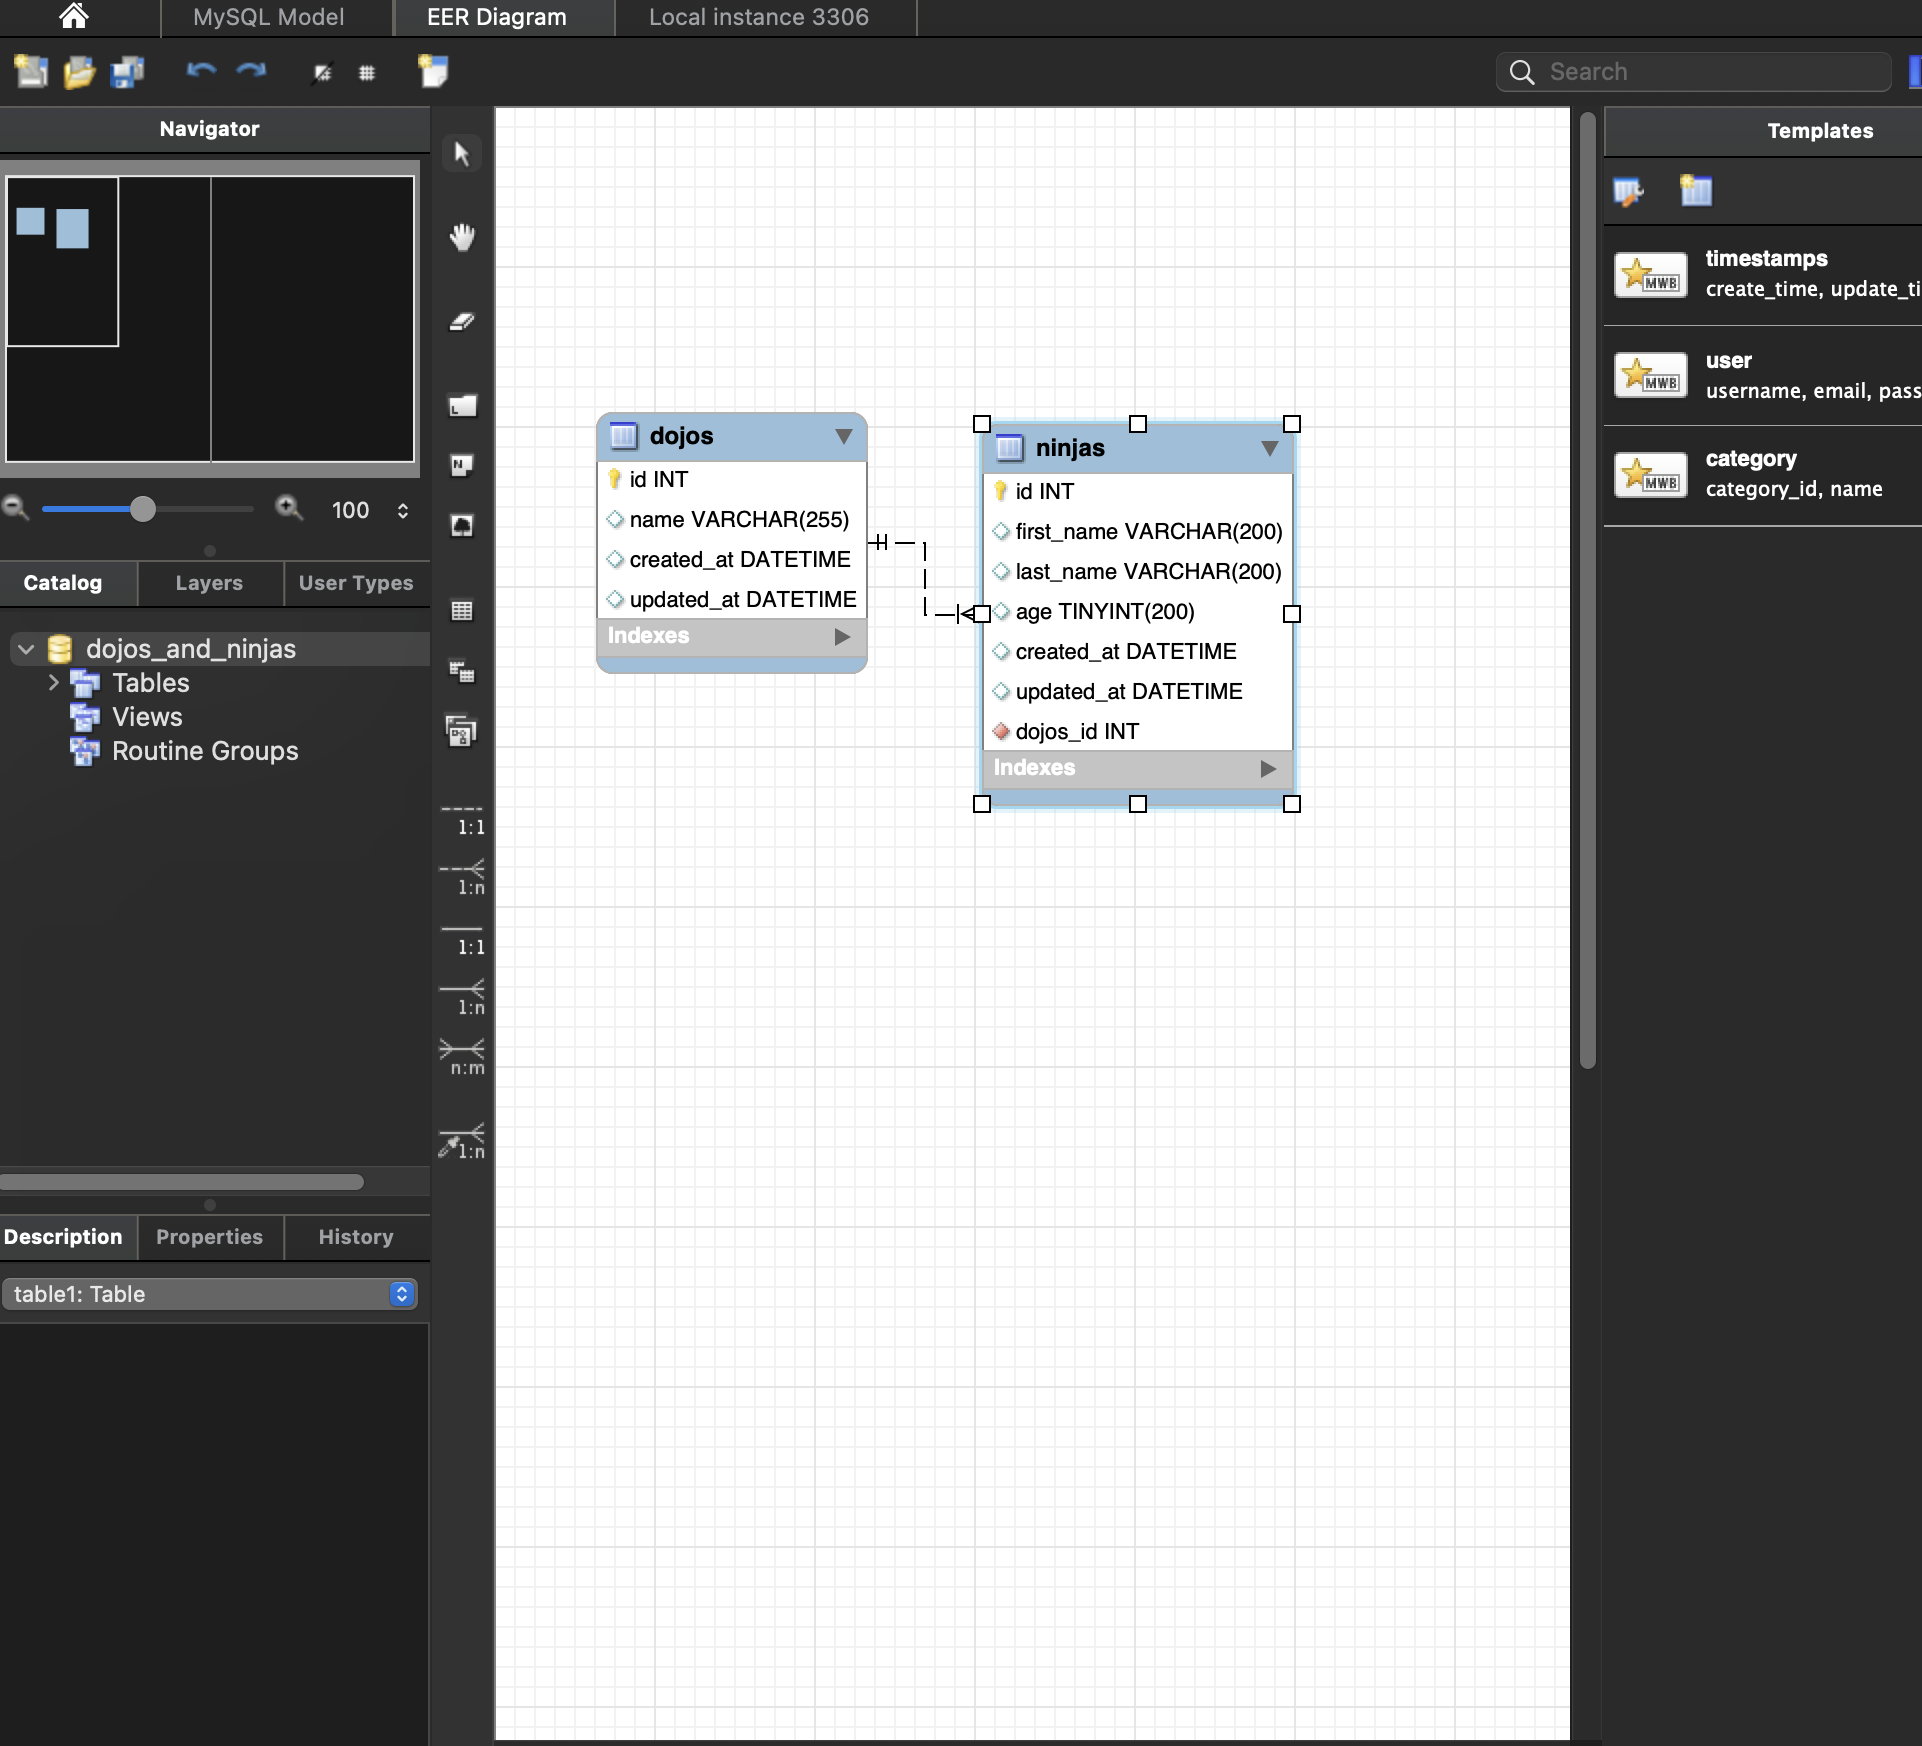 MySQL Model
EER Diagram
Local instance 3306
Search
Navigator
100
Catalog
Layers
User Types
dojos_and_ninjas
Tables
Views
Routine Groups
Description
Properties
History
table1: Table
1:1
1:n
1:1
1:n
n:m
1:n
dojos
id INT
name VARCHAR(255)
created_at DATETIME
updated_at DATETIME
Indexes
ninjas
id INT
first_name VARCHAR(200)
last_name VARCHAR(200)
age TINYINT(200)
created_at DATETIME
updated_at DATETIME
dojos_id INT
Indexes
Templates
MWB
timestamps
create_time, update_ti
MWB
user
username, email, pass
MWB
category
category_id, name